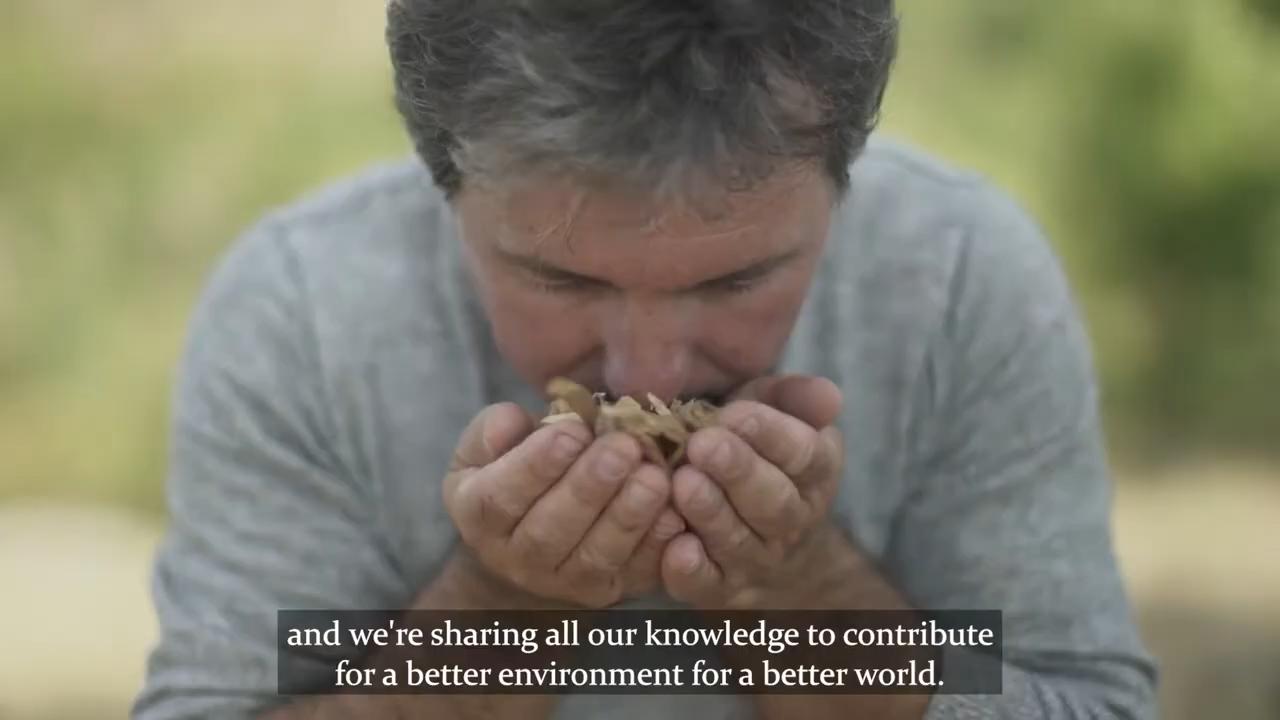 and we're sharing all our knowledge to contribute
for a better environment for a better world.